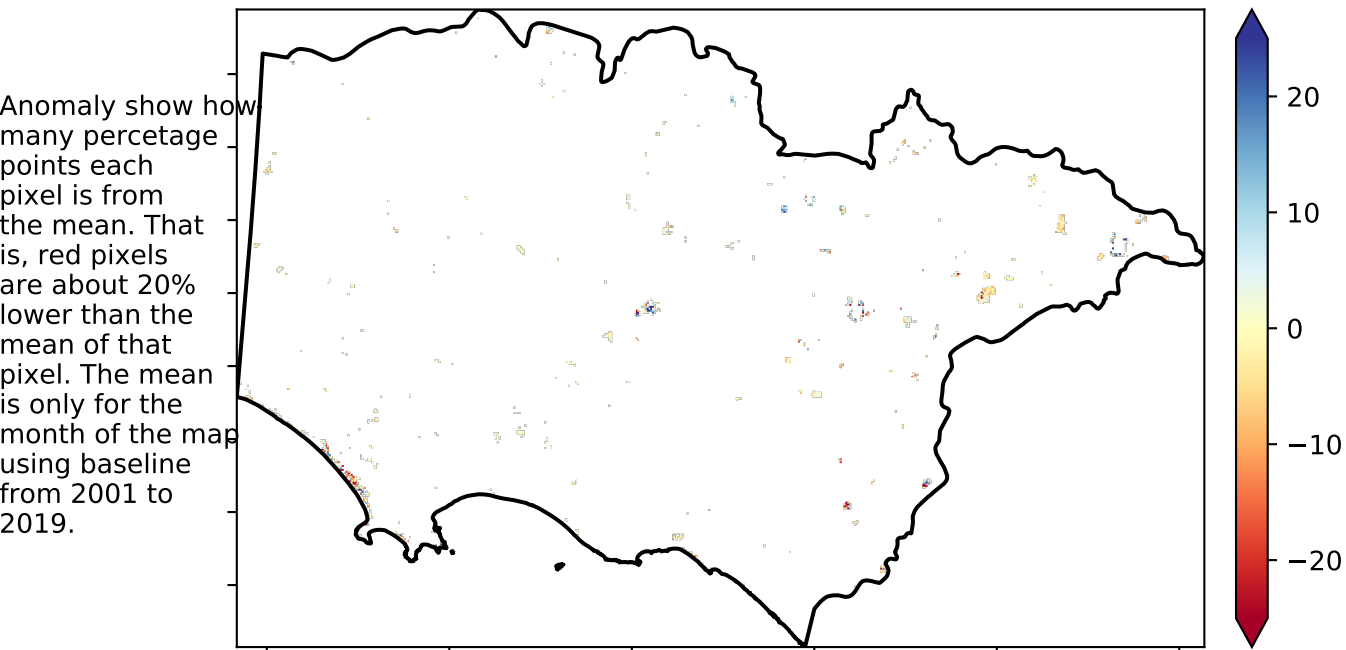 Anomaly show how
many percetage
points each
pixel is from
the mean. That
is, red pixels
are about 20%
lower than the
mean of that
pixel. The mean
is only for the
month of the map
using baseline
from 2001 to
2019.
20
10
0
−10
−20